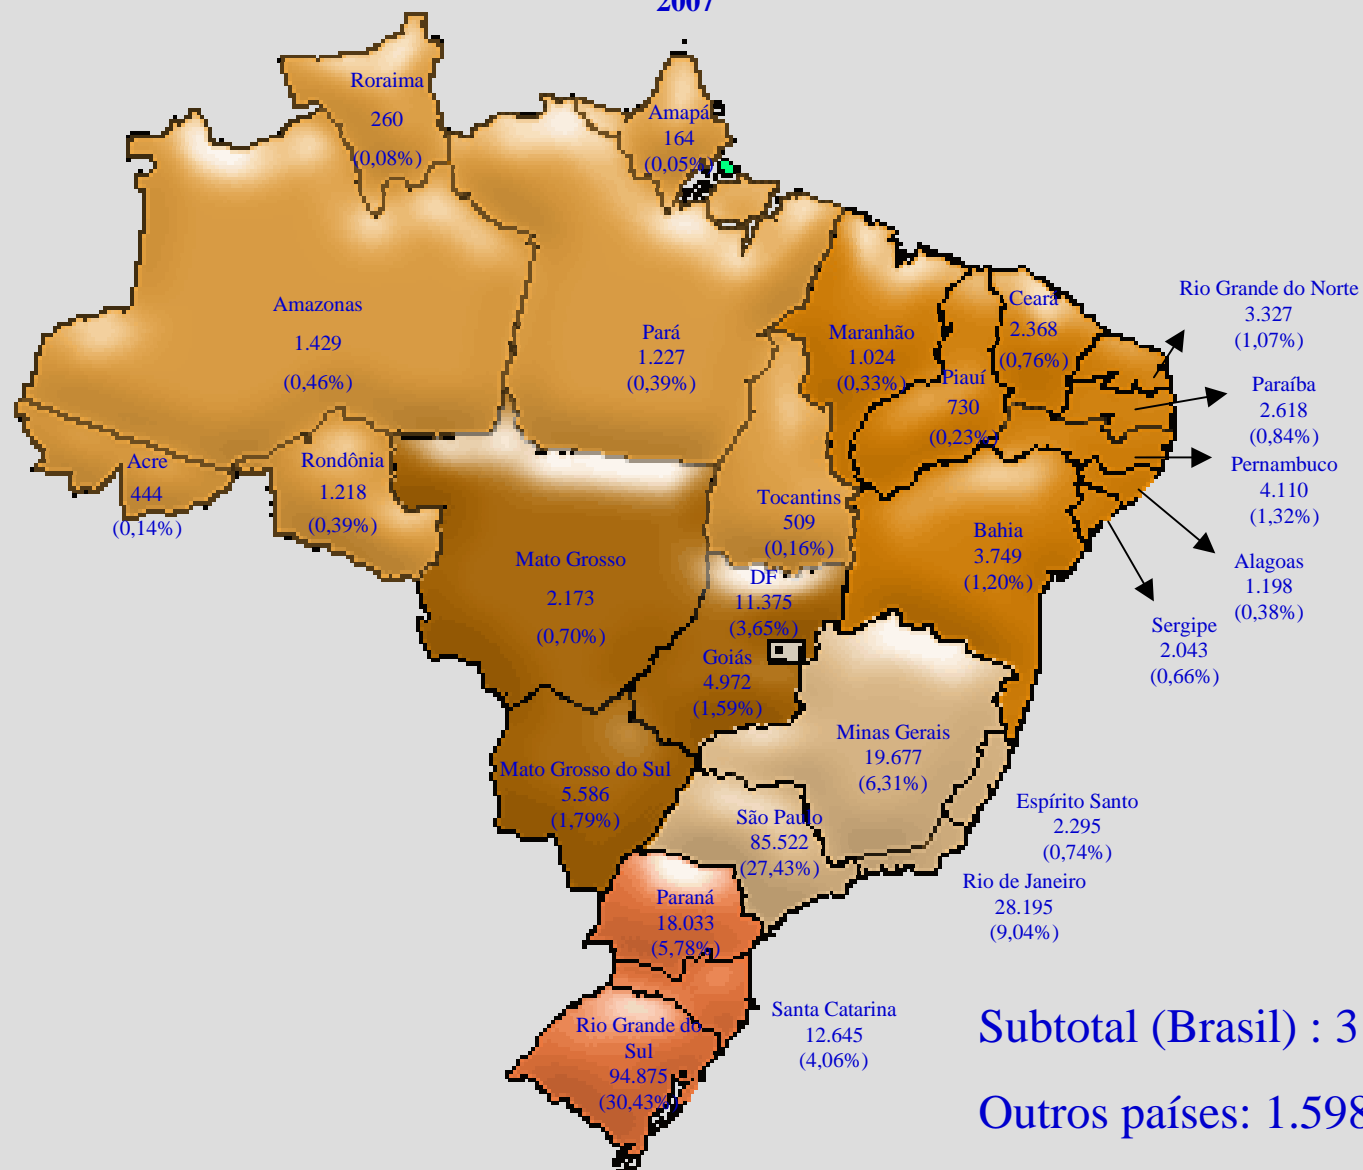 2007
Roraima
260
(0,08%)
Amapá
164
(0,05%)
Amazonas
1.429
(0,46%)
Pará
1.227
(0,39%)
Maranhão
1.024
(0,33%)
Piauí
730
(0,23%)
Ceará
2.368
(0,76%)
Rio Grande do Norte
3.327
(1,07%)
Paraíba
2.618
(0,84%)
Pernambuco
4.110
(1,32%)
Alagoas
1.198
(0,38%)
Sergipe
2.043
(0,66%)
Acre
444
(0,14%)
Rondônia
1.218
(0,39%)
Tocantins
509
(0,16%)
Bahia
3.749
(1,20%)
Mato Grosso
2.173
(0,70%)
DF
11.375
(3,65%)
Goiás
4.972
(1,59%)
Minas Gerais
19.677
(6,31%)
Mato Grosso do Sul
5.586
(1,79%)
São Paulo
85.522
(27,43%)
Espírito Santo
2.295
(0,74%)
Rio de Janeiro
28.195
(9,04%)
Paraná
18.033
(5,78%)
Santa Catarina
12.645
(4,06%)
Rio Grande do
Sul
94.875
(30,43%)
Subtotal (Brasil) : 3
Outros países: 1.598